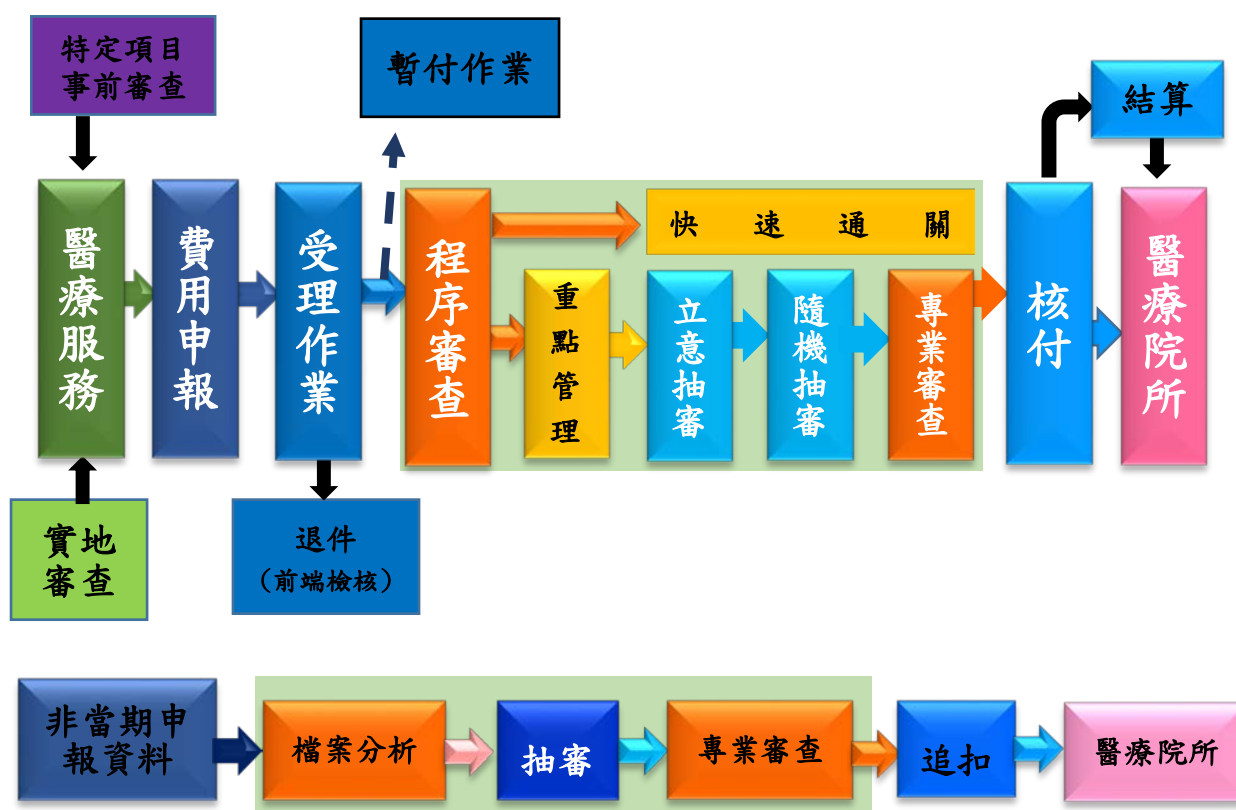 特定項目
事前審查
暫付作業
結算
醫療服務
費用申報
受理作業
程序審查
快速通關
重點管理
立意抽審
隨機抽審
專業審查
核付
醫療院所
實地
審查
退件
(前端檢核)
非當期申
報資料
檔案分析
抽審
專業審查
追扣
醫療院所